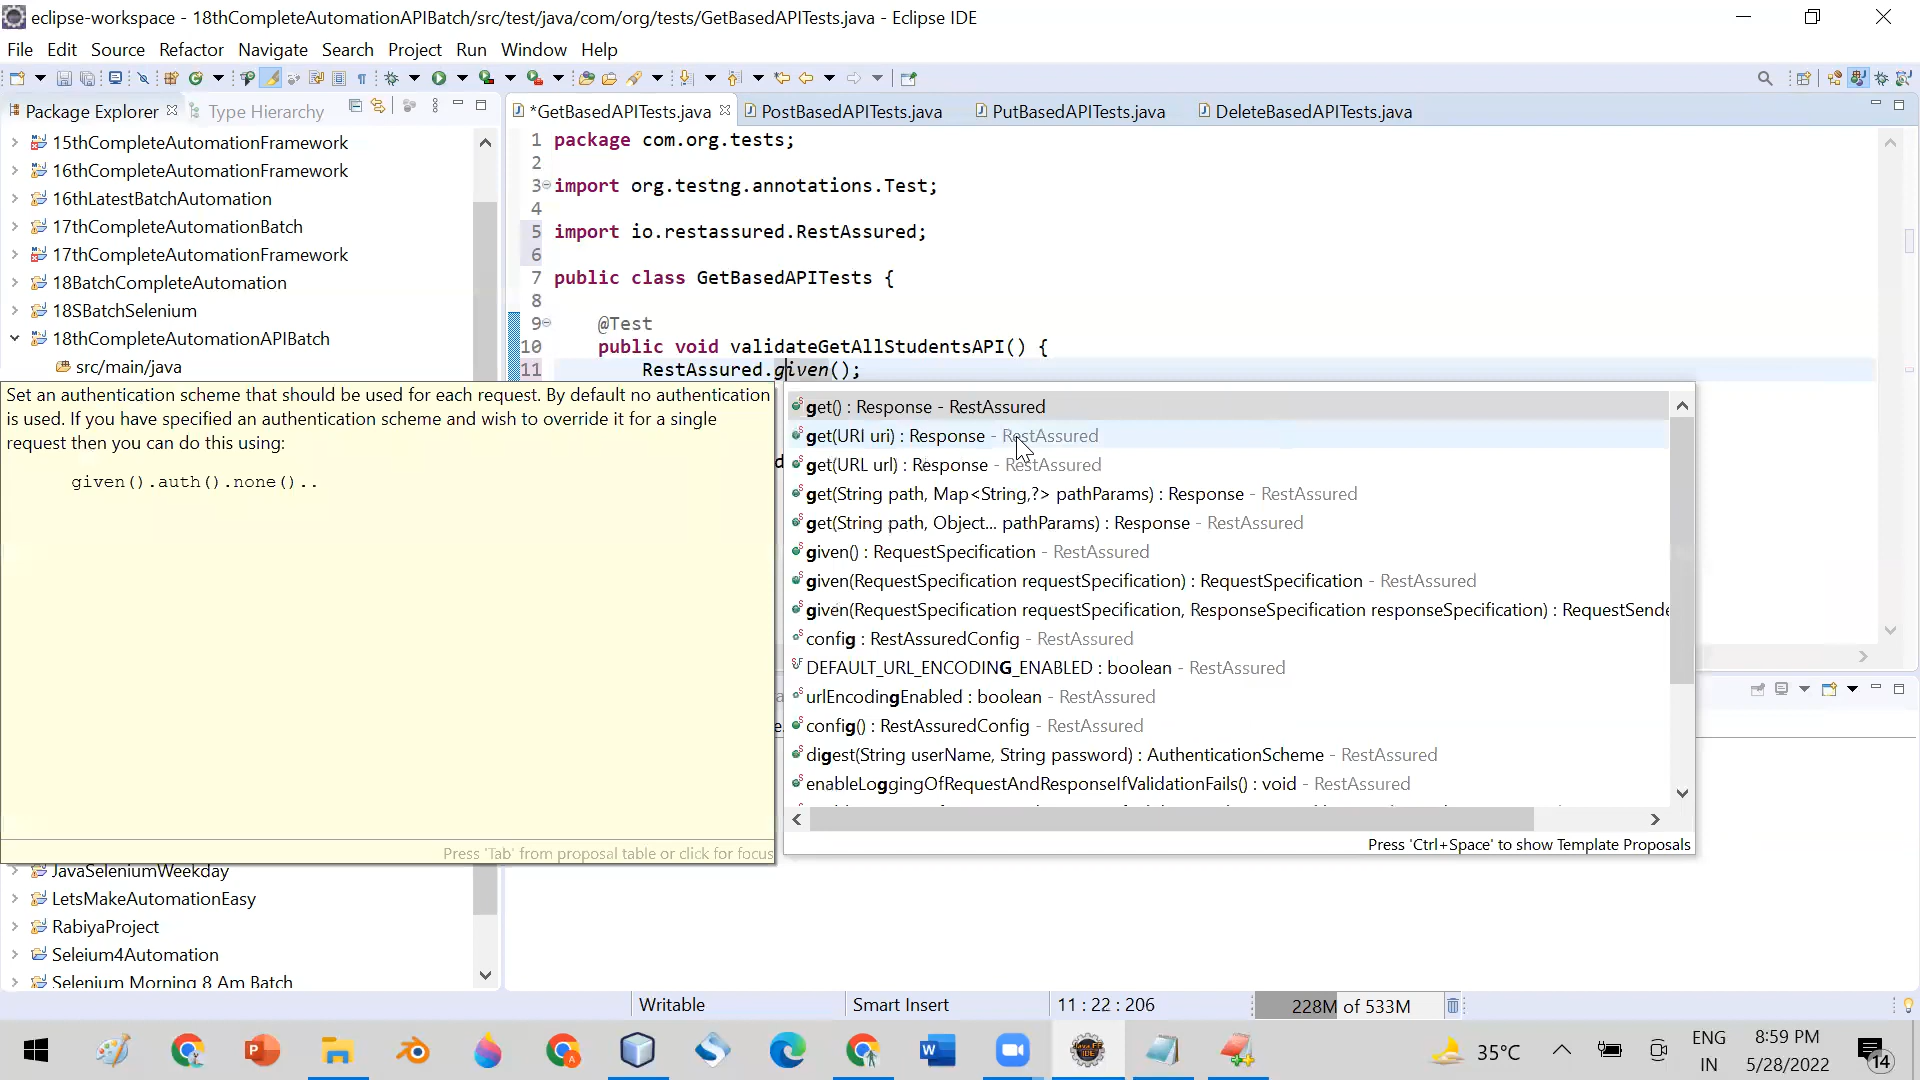 eclipse-workspace - 18thCompleteAutomationAPIBatch/src/test/java/com/org/tests/GetBasedAPITests.java - Eclipse IDE
File Edit Source Refactor Navigate Search Project Run Window Help
Package Explorer Type Hierarchy
15thCompleteAutomationFramework
16thCompleteAutomationFramework
16thLatestBatchAutomation
17thCompleteAutomationBatch
17thCompleteAutomationFramework
18BatchCompleteAutomation
18SBatchSelenium
18thCompleteAutomationAPIBatch
src/main/java
*GetBasedAPITests.java PostBasedAPITests.java PutBasedAPITests.java DeleteBasedAPITests.java
1 package com.org.tests;
2
3 import org.testng.annotations.Test;
4
5 import io.restassured.RestAssured;
6
7 public class GetBasedAPITests {
8
9 @Test
10 public void validateGetAllStudentsAPI() {
11 RestAssured.given();
Set an authentication scheme that should be used for each request. By default no authentication
is used. If you have specified an authentication scheme and wish to override it for a single
request then you can do this using:
given().auth().none()..
Press 'Tab' from proposal table or click for focus
get() : Response - RestAssured
get(URI uri) : Response - RestAssured
get(URL url) : Response - RestAssured
get(String path, Map<String,?> pathParams) : Response - RestAssured
get(String path, Object... pathParams) : Response - RestAssured
given() : RequestSpecification - RestAssured
given(RequestSpecification requestSpecification) : RequestSpecification - RestAssured
given(RequestSpecification requestSpecification, ResponseSpecification responseSpecification) : RequestSende
config : RestAssuredConfig - RestAssured
DEFAULT_URL_ENCODING_ENABLED : boolean - RestAssured
urlEncodingEnabled : boolean - RestAssured
config() : RestAssuredConfig - RestAssured
digest(String userName, String password) : AuthenticationScheme - RestAssured
enableLoggingOfRequestAndResponseIfValidationFails() : void - RestAssured
Press 'Ctrl+Space' to show Template Proposals
JavaSeleniumWeekday
LetsMakeAutomationEasy
RabiyaProject
Seleium4Automation
Selenium Morning 8 Am Batch
Writable Smart Insert 11 : 22 : 206 228M of 533M
35°C ENG IN 8:59 PM 5/28/2022 14